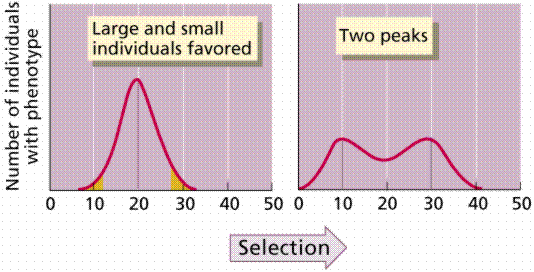 Number of individuals
with phenotype
Large and small
individuals favored
Two peaks
0 10 20 30 40 50
0 10 20 30 40 50
Selection